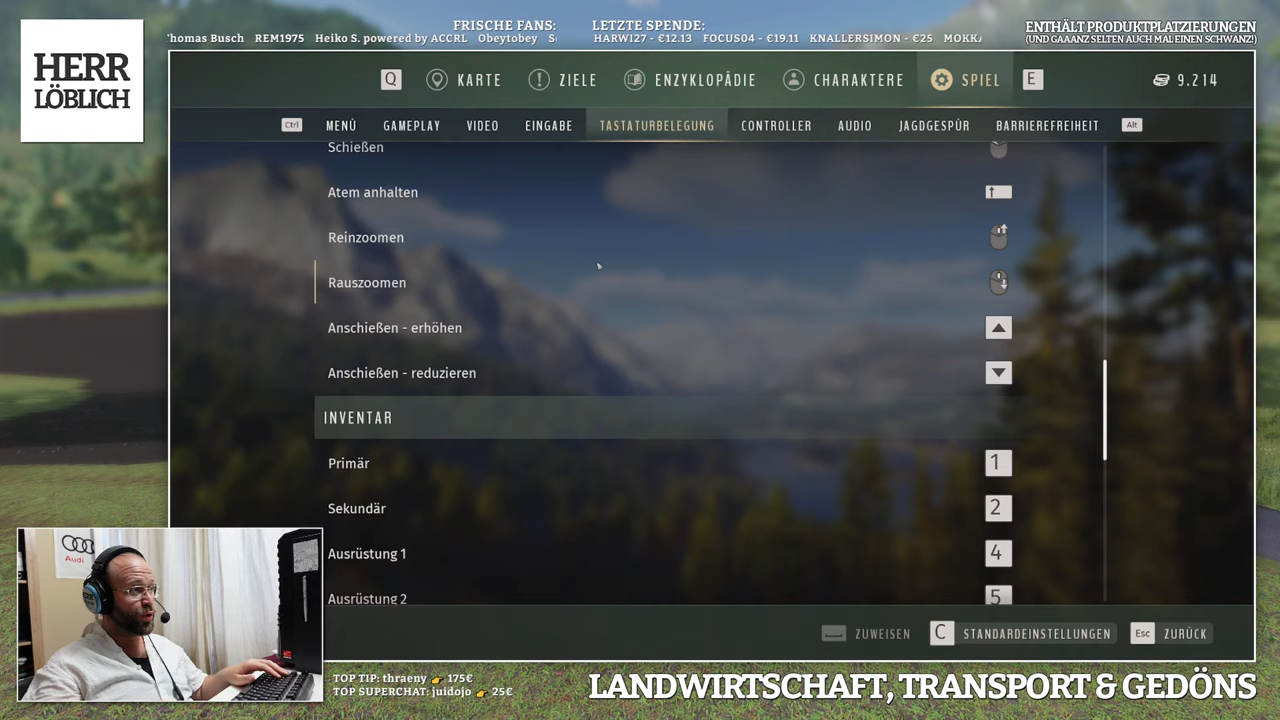 HERR
LÖBLICH
FRISCHE FANS:
LETZTE SPENDE:
homas Busch REM1975 Heiko S. powered by ACCRL Obeytobey S
HARWI27 - €12.13 FOCUS04 - €19.11 KNALLERSIMON - €25 MOKK
ENTHÄLT PRODUKTPLATZIERUNGEN
(UND GAAANZ SELTEN AUCH MAL EINEN SCHWANZ!)
Q KARTE ZIELE ENZYKLOPÄDIE CHARAKTERE SPIEL E 9.214
Ctrl MENÜ GAMEPLAY VIDEO EINGABE TASTATURBELEGUNG CONTROLLER AUDIO JAGDGESPÜR BARRIEREFREIHEIT Alt
Schießen
Atem anhalten
Reinzoomen
Rauszoomen
Anschießen - erhöhen
Anschießen - reduzieren
INVENTAR
Primär 1
Sekundär 2
Ausrüstung 1 4
Ausrüstung 2 5
ZUWEISEN C STANDARDEINSTELLUNGEN Esc ZURÜCK
Audi
TOP TIP: thraeny 👉 175€
TOP SUPERCHAT: juidojo 👉 25€
LANDWIRTSCHAFT, TRANSPORT & GEDÖNS